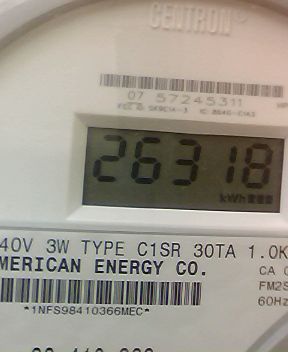 CENTRON®
07 57245311
26318
kWh
40V 3W TYPE C1SR 30TA 1.0K
MERICAN ENERGY CO.
CA 0
FM2S
60Hz
*1NFS98410366MEC*